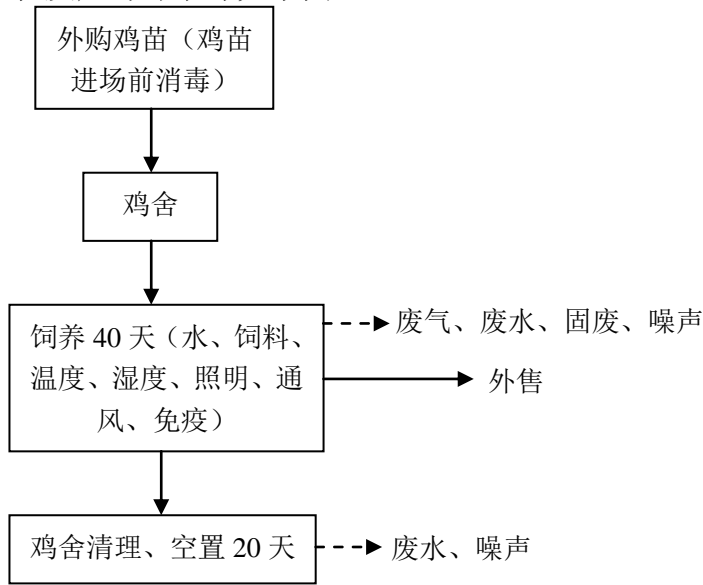 外购鸡苗（鸡苗
进场前消毒）
鸡舍
饲养 40 天（水、饲料、
温度、湿度、照明、通
风、免疫）
废气、废水、固废、噪声
外售
鸡舍清理、空置 20 天
废水、噪声